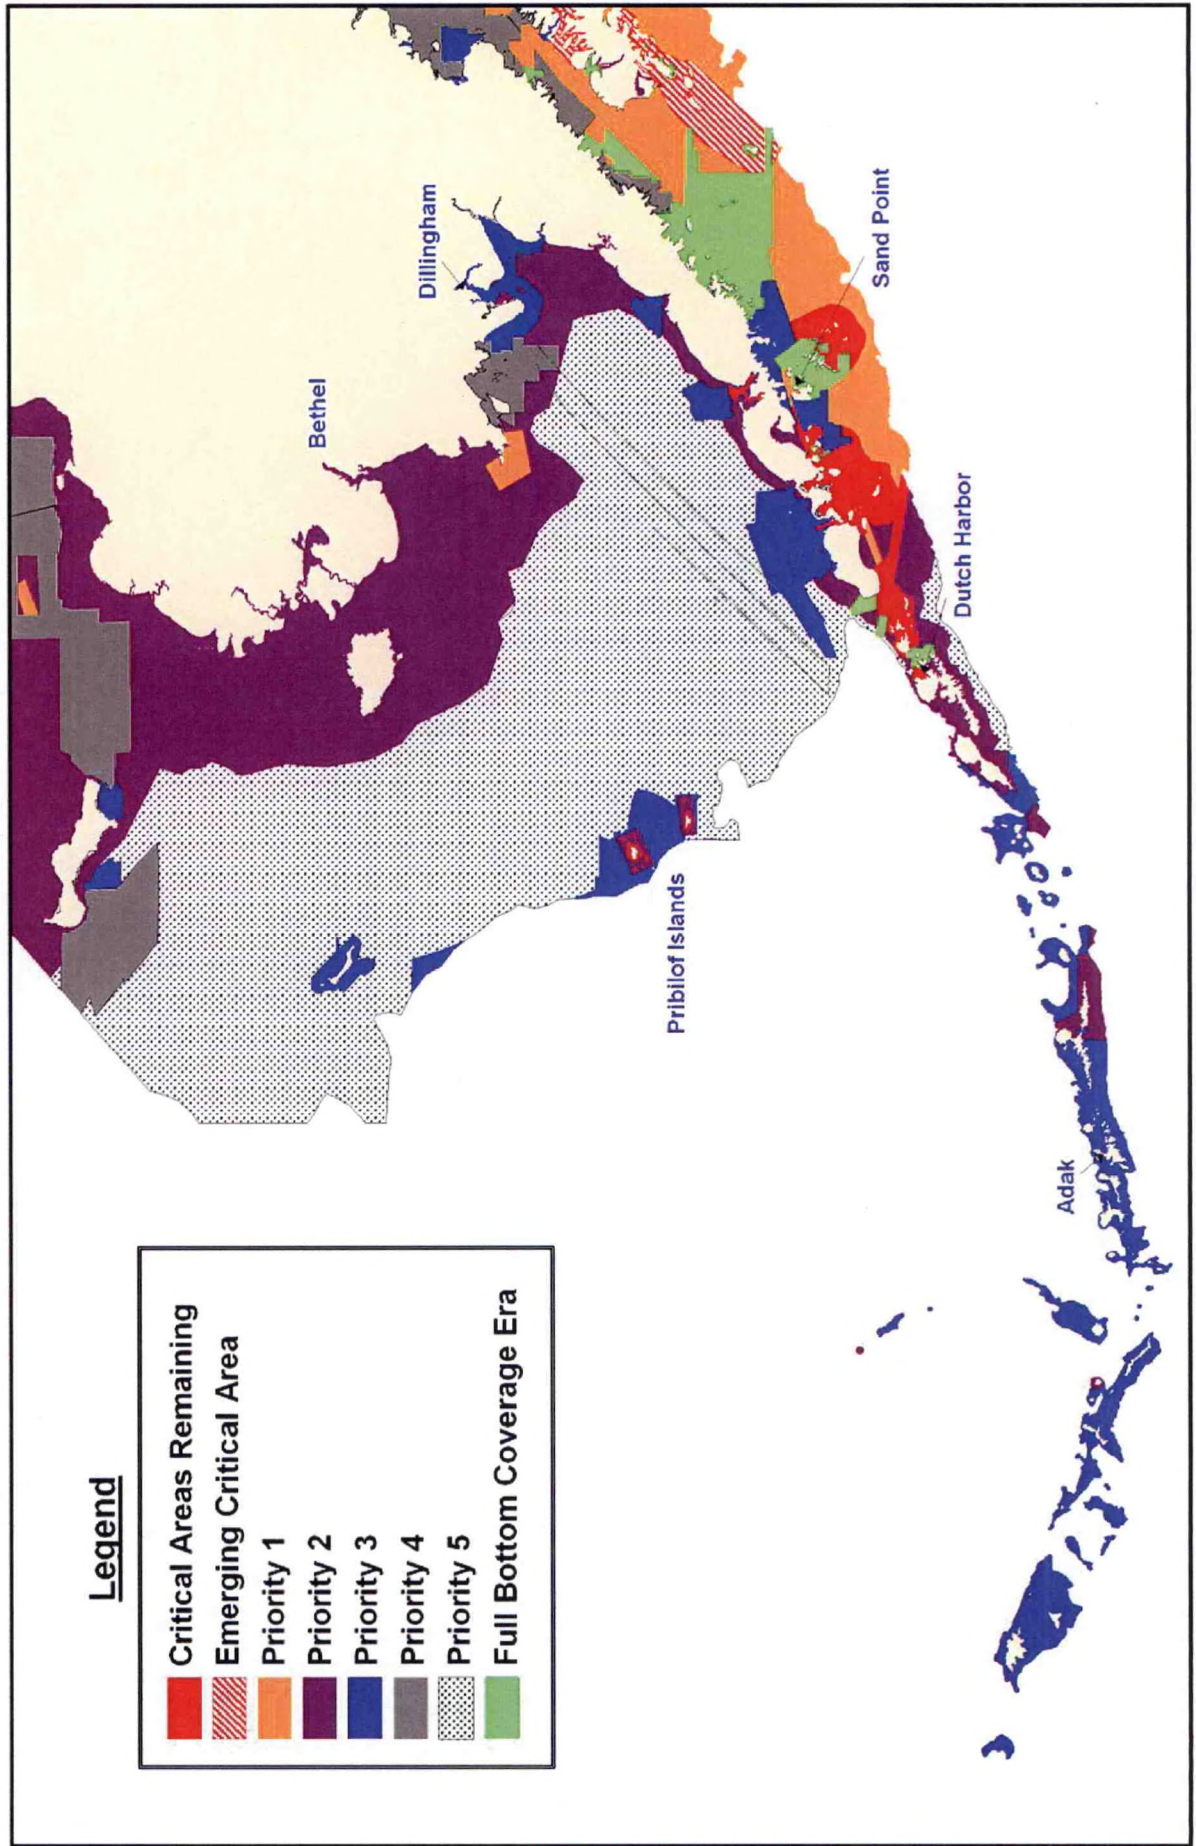 Legend
Critical Areas Remaining
Emerging Critical Area
Priority 1
Priority 2
Priority 3
Priority 4
Priority 5
Full Bottom Coverage Era
Bethel
Dillingham
Sand Point
Dutch Harbor
Pribilof Islands
Adak